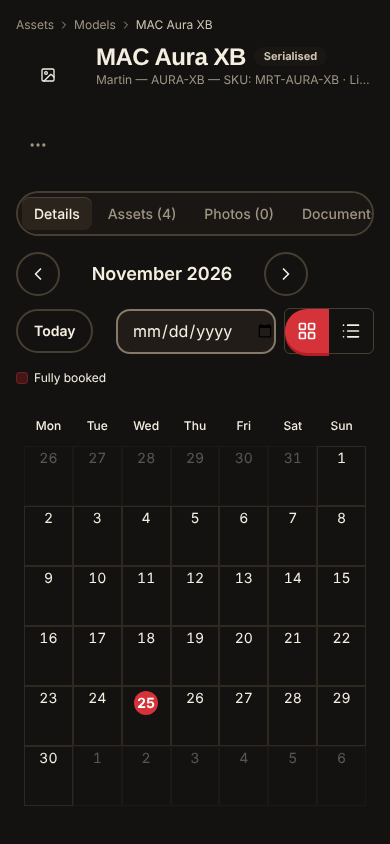 Assets > Models > MAC Aura XB
MAC Aura XB Serialised
Martin — AURA-XB — SKU: MRT-AURA-XB · Li...
Details Assets (4) Photos (0) Document
November 2026
Today mm/dd/yyyy
Fully booked
Mon Tue Wed Thu Fri Sat Sun
26 27 28 29 30 31 1
2 3 4 5 6 7 8
9 10 11 12 13 14 15
16 17 18 19 20 21 22
23 24 25 26 27 28 29
30 1 2 3 4 5 6